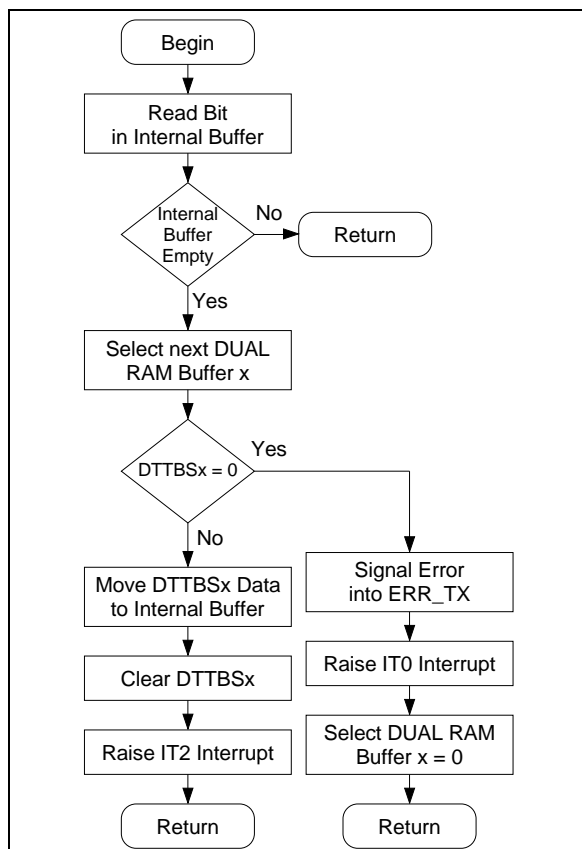 Begin
Read Bit
in Internal Buffer
Internal
Buffer
Empty
No
Return
Yes
Select next DUAL
RAM Buffer x
DTTBSx = 0
Yes
No
Move DTTBSx Data
to Internal Buffer
Clear DTTBSx
Raise IT2 Interrupt
Return
Signal Error
into ERR_TX
Raise IT0 Interrupt
Select DUAL RAM
Buffer x = 0
Return